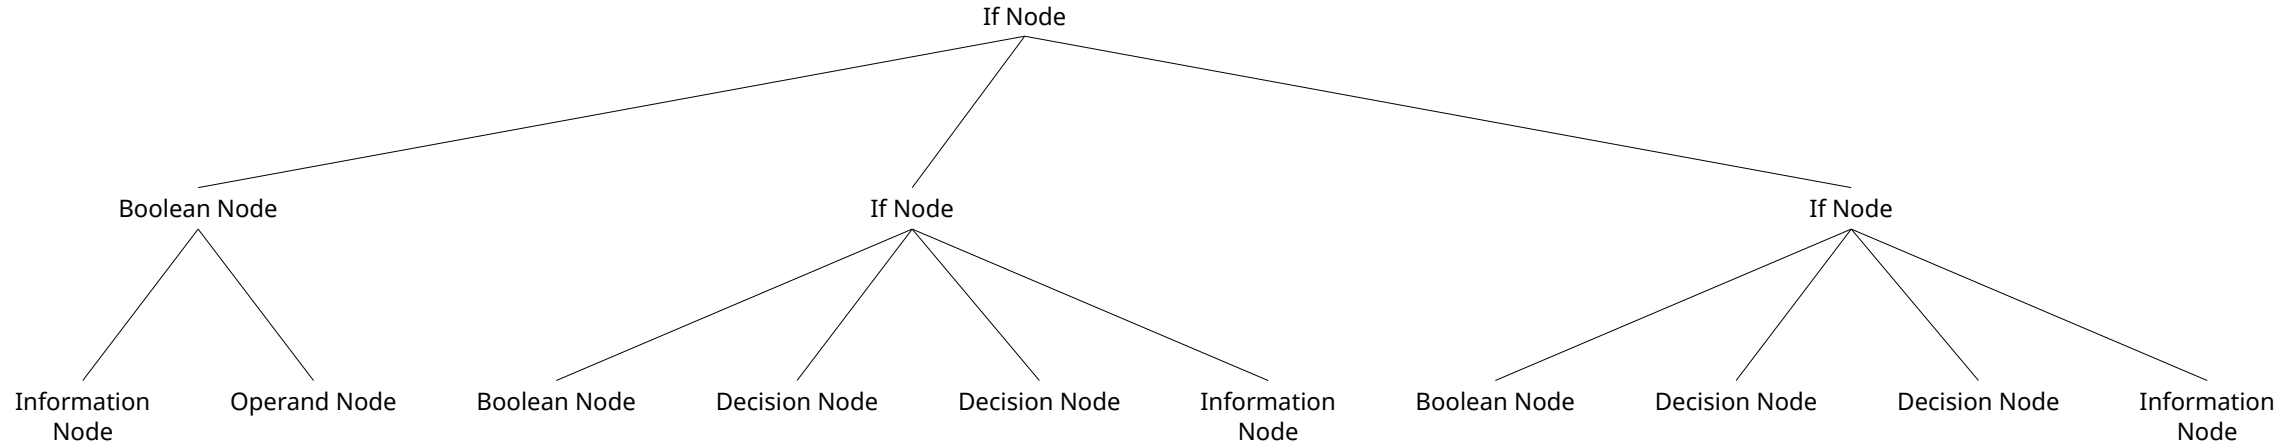 If Node
Boolean Node
If Node
If Node
Information
Node
Operand Node
Boolean Node
Decision Node
Decision Node
Information
Node
Boolean Node
Decision Node
Decision Node
Information
Node